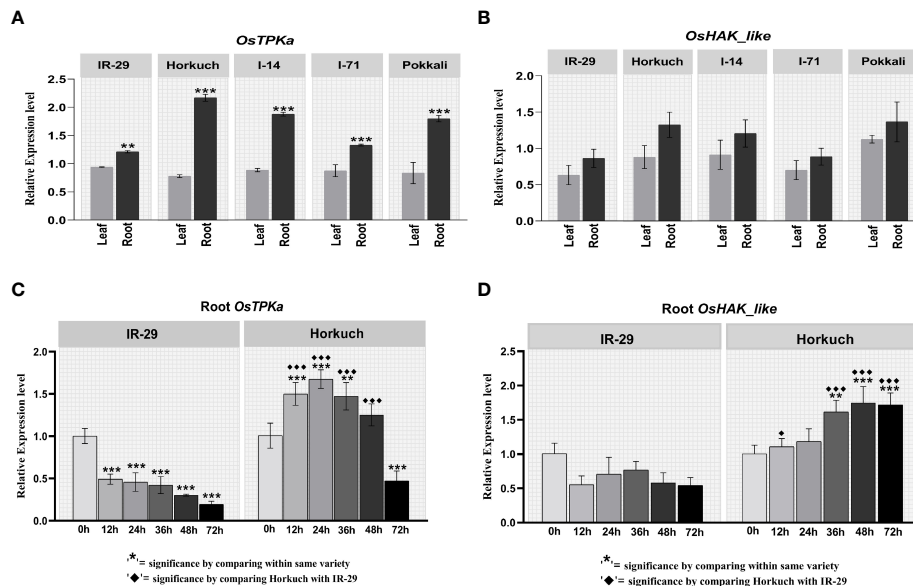 A
OsTPKa
IR-29 Horkuch I-14 I-71 Pokkali
Relative Expression level
2.5
2.0
1.5
1.0
0.5
0.0
** *** *** *** ***
Leaf Root Leaf Root Leaf Root Leaf Root Leaf Root
B
OsHAK_like
IR-29 Horkuch I-14 I-71 Pokkali
Relative Expression level
2.0
1.5
1.0
0.5
0.0
Leaf Root Leaf Root Leaf Root Leaf Root Leaf Root
C
Root OsTPKa
IR-29 Horkuch
Relative Expression level
2.0
1.5
1.0
0.5
0.0
*** *** *** *** ***
◆◆◆ ◆◆◆ ◆◆◆ ◆◆◆
*** *** ** ***
0h 12h 24h 36h 48h 72h 0h 12h 24h 36h 48h 72h
'*'= significance by comparing within same variety
'◆'= significance by comparing Horkuch with IR-29
D
Root OsHAK_like
IR-29 Horkuch
Relative Expression level
2.5
2.0
1.5
1.0
0.5
0.0
◆ ◆◆◆ ◆◆◆ ◆◆◆
** *** ***
0h 12h 24h 36h 48h 72h 0h 12h 24h 36h 48h 72h
'*'= significance by comparing within same variety
'◆'= significance by comparing Horkuch with IR-29